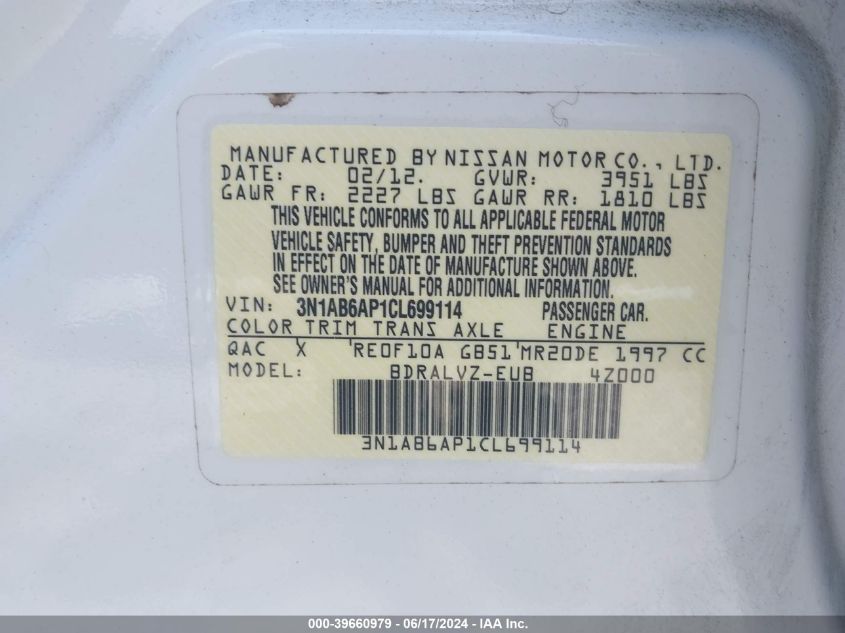 MANUFACTURED BY NISSAN MOTOR CO., LTD.
DATE: 02/12. GVWR: 3951 LBS
GAWR FR: 2227 LBS GAWR RR: 1810 LBS
THIS VEHICLE CONFORMS TO ALL APPLICABLE FEDERAL MOTOR
VEHICLE SAFETY, BUMPER AND THEFT PREVENTION STANDARDS
IN EFFECT ON THE DATE OF MANUFACTURE SHOWN ABOVE.
SEE OWNER'S MANUAL FOR ADDITIONAL INFORMATION.
VIN: 3N1AB6AP1CL699114 PASSENGER CAR.
COLOR TRIM TRANS AXLE ENGINE
QAC X 'RE0F10A GB51'MR20DE 1997 CC
MODEL: BDRALVZ-EUB 4Z000
3N1AB6AP1CL699114
000-39660979 - 06/17/2024 - IAA Inc.